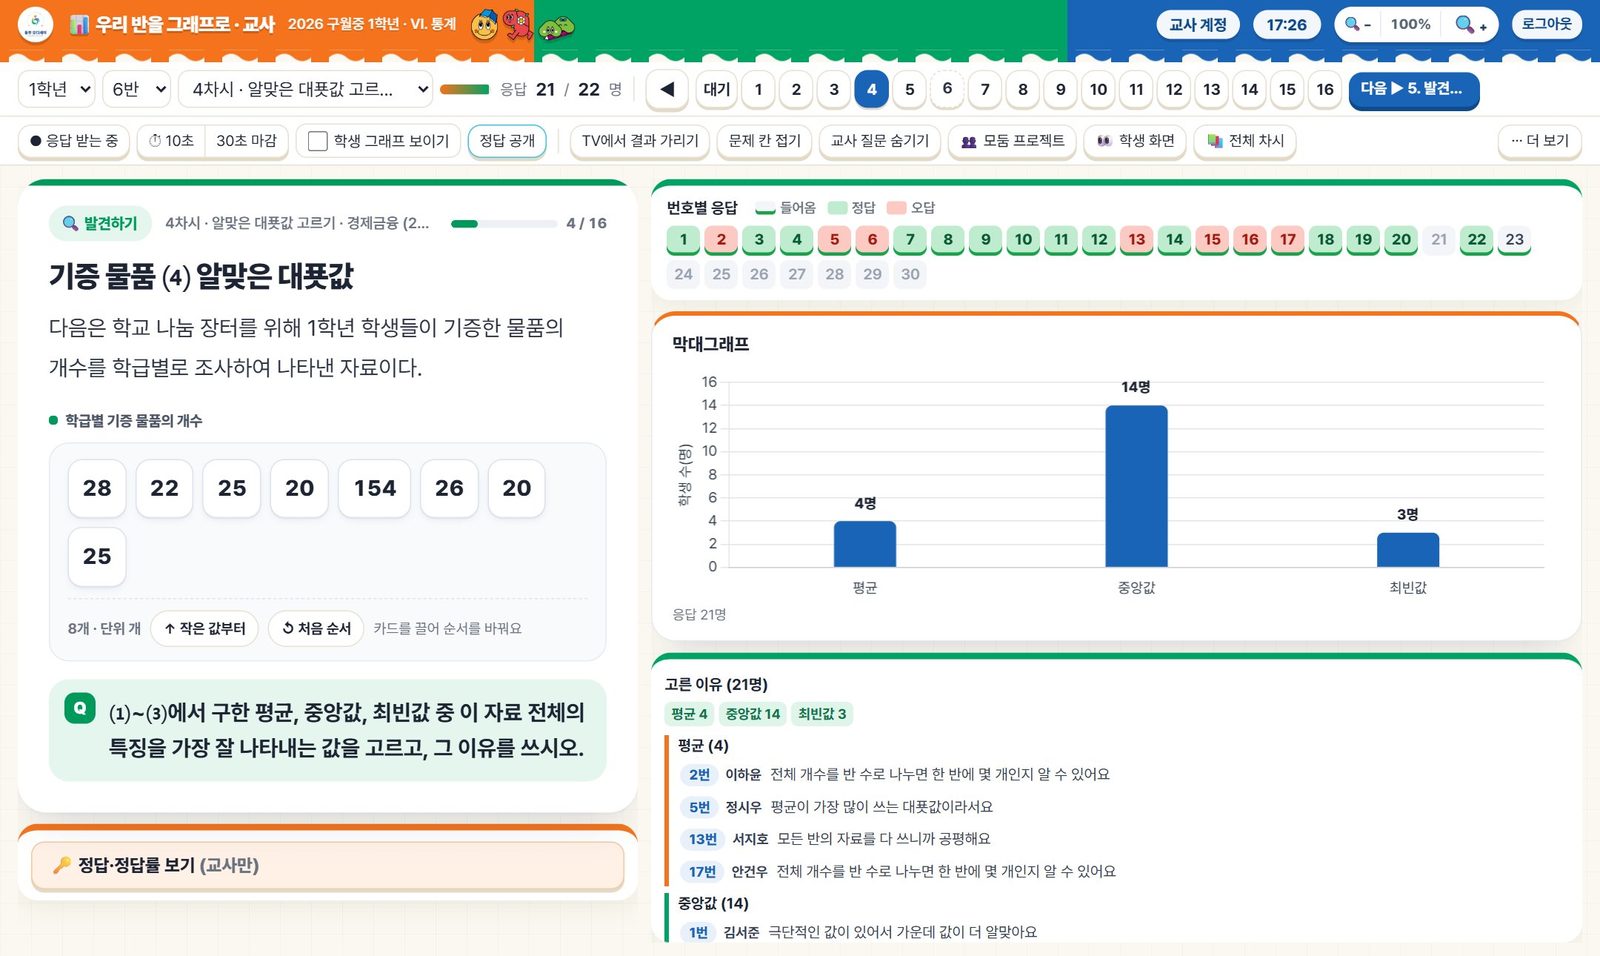 우리 반을 그래프로 · 교사
2026 구월중 1학년 · VI. 통계
교사 계정
17:26
100%
로그아웃
1학년
6반
4차시 · 알맞은 대푯값 고르...
응답 21 / 22 명
◀
대기 1 2 3 4 5 6 7 8 9 10 11 12 13 14 15 16
다음 ▶ 5. 발견...
● 응답 받는 중
10초
30초 마감
학생 그래프 보이기
정답 공개
TV에서 결과 가리기
문제 칸 접기
교사 질문 숨기기
모둠 프로젝트
학생 화면
전체 차시
··· 더 보기
발견하기
4차시 · 알맞은 대푯값 고르기 · 경제금융 (2...
4 / 16
기증 물품 (4) 알맞은 대푯값
다음은 학교 나눔 장터를 위해 1학년 학생들이 기증한 물품의
개수를 학급별로 조사하여 나타낸 자료이다.
학급별 기증 물품의 개수
28 22 25 20 154 26 20
25
8개 · 단위 개
↑ 작은 값부터
↺ 처음 순서
카드를 끌어 순서를 바꿔요
Q
(1)~(3)에서 구한 평균, 중앙값, 최빈값 중 이 자료 전체의
특징을 가장 잘 나타내는 값을 고르고, 그 이유를 쓰시오.
정답·정답률 보기 (교사만)
번호별 응답
들어옴
정답
오답
1 2 3 4 5 6 7 8 9 10 11 12 13 14 15 16 17 18 19 20 21 22 23
24 25 26 27 28 29 30
막대그래프
학생 수(명)
16
14
12
10
8
6
4
2
0
4명
14명
3명
평균
중앙값
최빈값
응답 21명
고른 이유 (21명)
평균 4
중앙값 14
최빈값 3
평균 (4)
2번 이하윤 전체 개수를 반 수로 나누면 한 반에 몇 개인지 알 수 있어요
5번 정시우 평균이 가장 많이 쓰는 대푯값이라서요
13번 서지호 모든 반의 자료를 다 쓰니까 공평해요
17번 안건우 전체 개수를 반 수로 나누면 한 반에 몇 개인지 알 수 있어요
중앙값 (14)
1번 김서준 극단적인 값이 있어서 가운데 값이 더 알맞아요